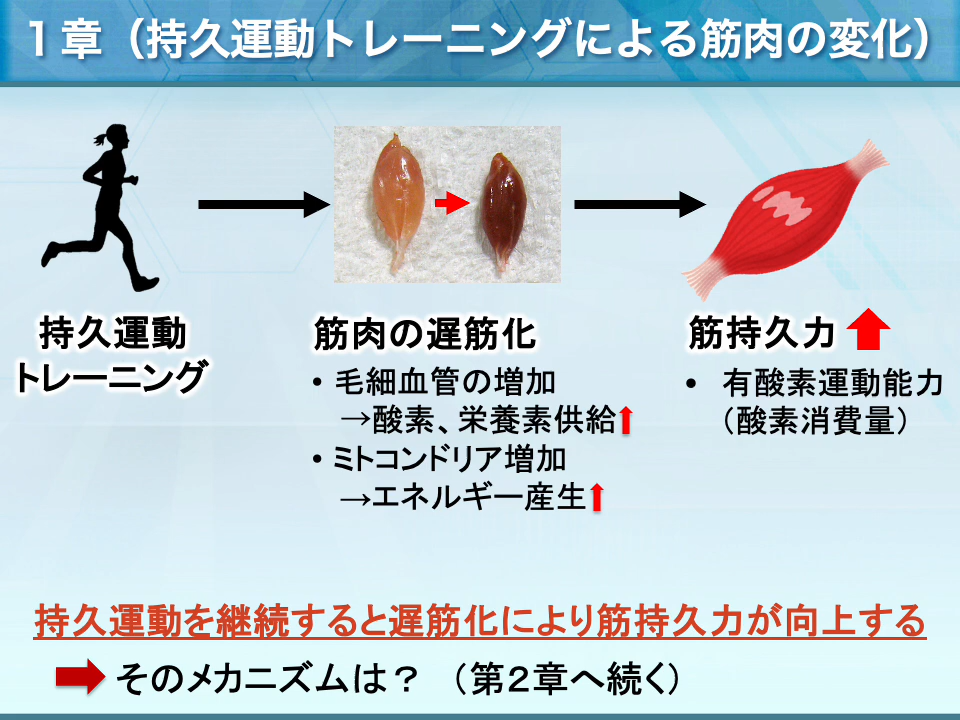 １章（持久運動トレーニングによる筋肉の変化）
持久運動
トレーニング
筋肉の遅筋化
• 毛細血管の増加
→酸素、栄養素供給
• ミトコンドリア増加
→エネルギー産生
筋持久力
• 有酸素運動能力
（酸素消費量）
持久運動を継続すると遅筋化により筋持久力が向上する
そのメカニズムは？ （第２章へ続く）